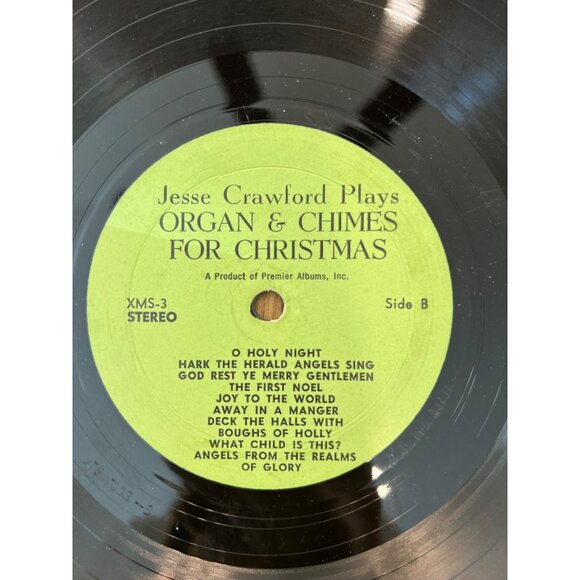 Jesse Crawford Plays
ORGAN & CHIMES
FOR CHRISTMAS
A Product of Premier Albums, Inc.
XMS-3
STEREO
Side B
O HOLY NIGHT
HARK THE HERALD ANGELS SING
GOD REST YE MERRY GENTLEMEN
THE FIRST NOEL
JOY TO THE WORLD
AWAY IN A MANGER
DECK THE HALLS WITH
BOUGHS OF HOLLY
WHAT CHILD IS THIS?
ANGELS FROM THE REALMS
OF GLORY